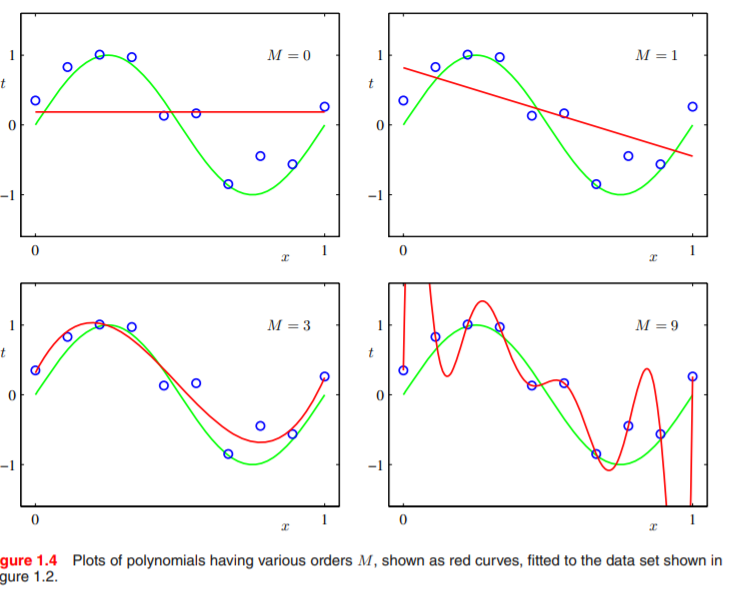 M = 0
1
t
0
−1
0
x
1
M = 1
1
t
0
−1
0
x
1
M = 3
1
t
0
−1
0
x
1
M = 9
1
t
0
−1
0
x
1
gure 1.4 Plots of polynomials having various orders M, shown as red curves, fitted to the data set shown in
gure 1.2.